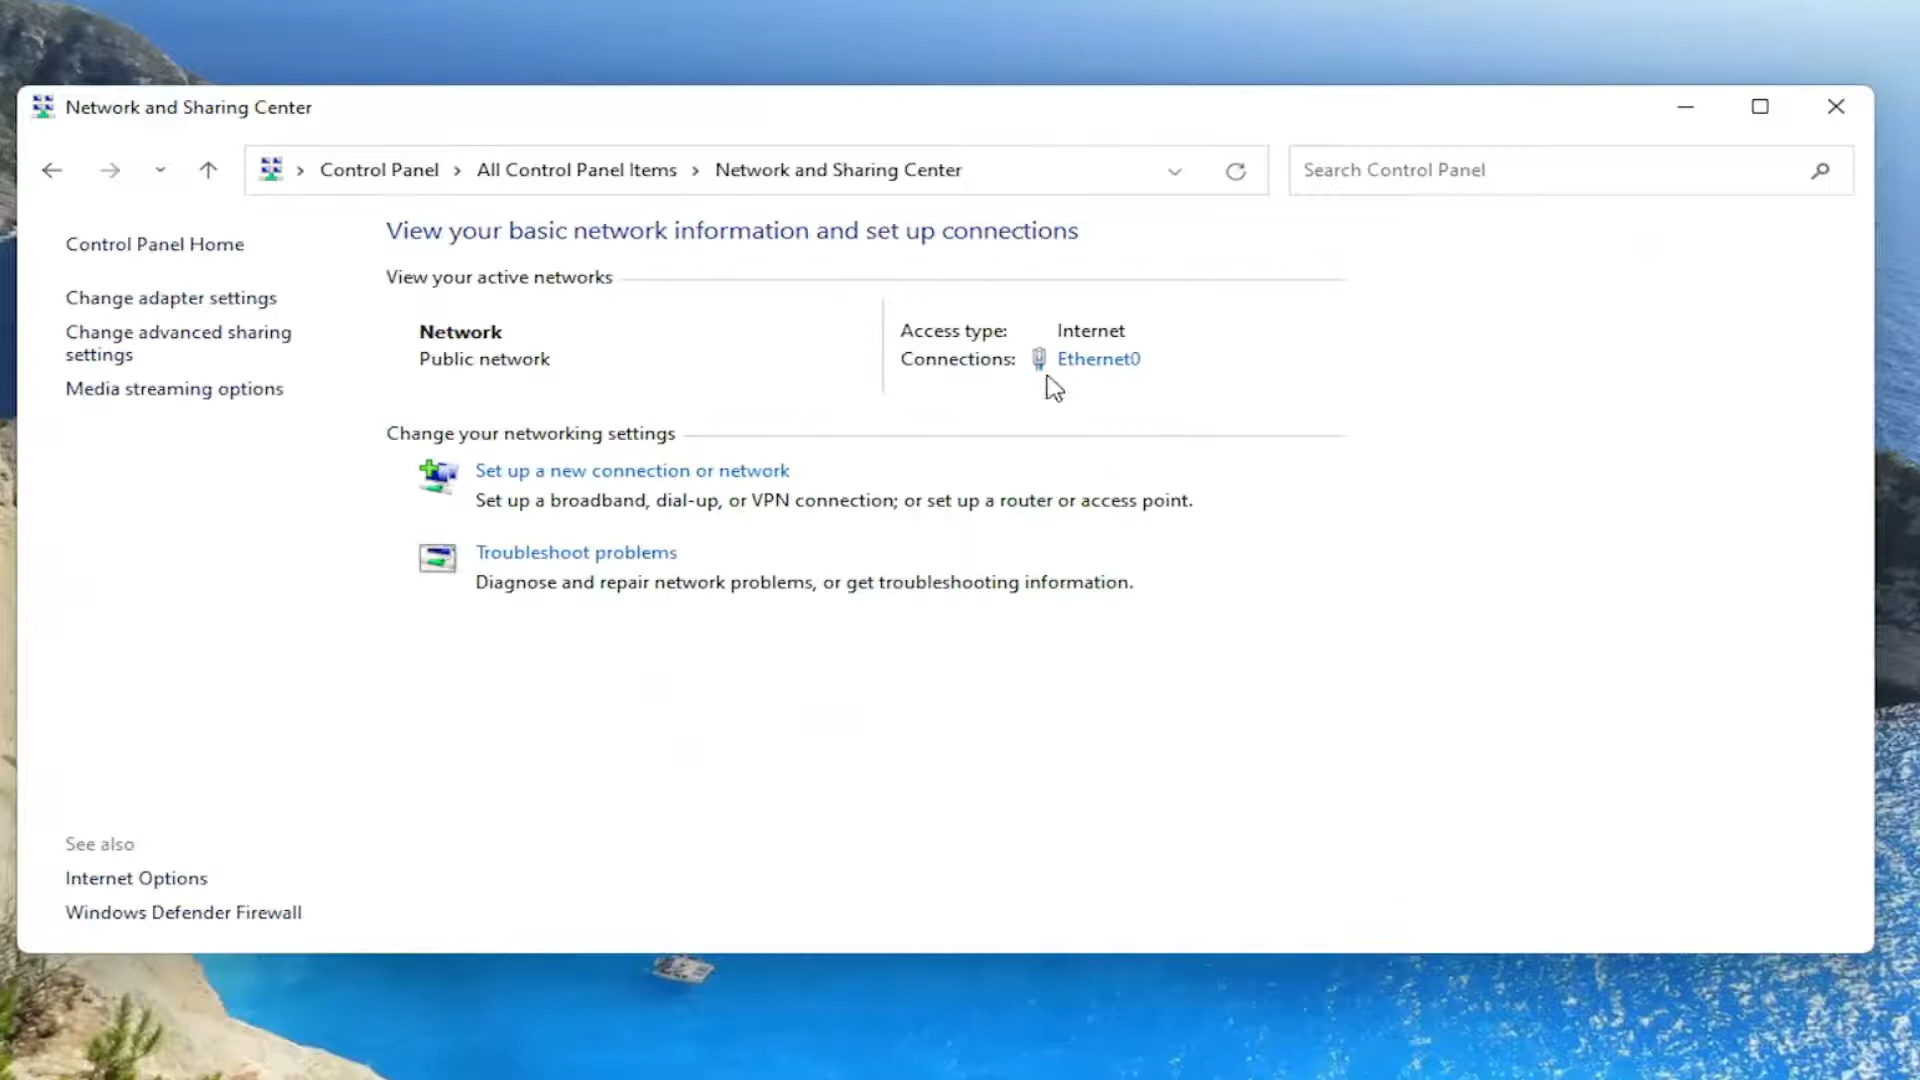 Network and Sharing Center
Control Panel > All Control Panel Items > Network and Sharing Center
Search Control Panel
Control Panel Home
Change adapter settings
Change advanced sharing
settings
Media streaming options
View your basic network information and set up connections
View your active networks
Network
Public network
Access type: Internet
Connections: Ethernet0
Change your networking settings
Set up a new connection or network
Set up a broadband, dial-up, or VPN connection; or set up a router or access point.
Troubleshoot problems
Diagnose and repair network problems, or get troubleshooting information.
See also
Internet Options
Windows Defender Firewall